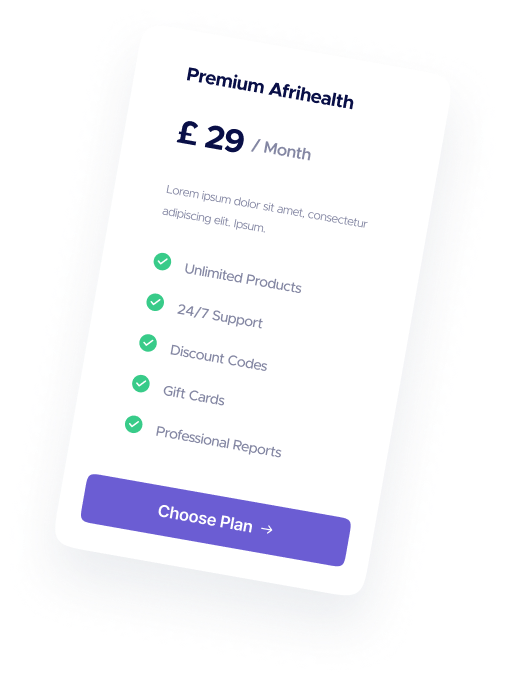 Premium Afrihealth
£ 29 / Month
Lorem ipsum dolor sit amet, consectetur
adipiscing elit. Ipsum.
Unlimited Products
24/7 Support
Discount Codes
Gift Cards
Professional Reports
Choose Plan →